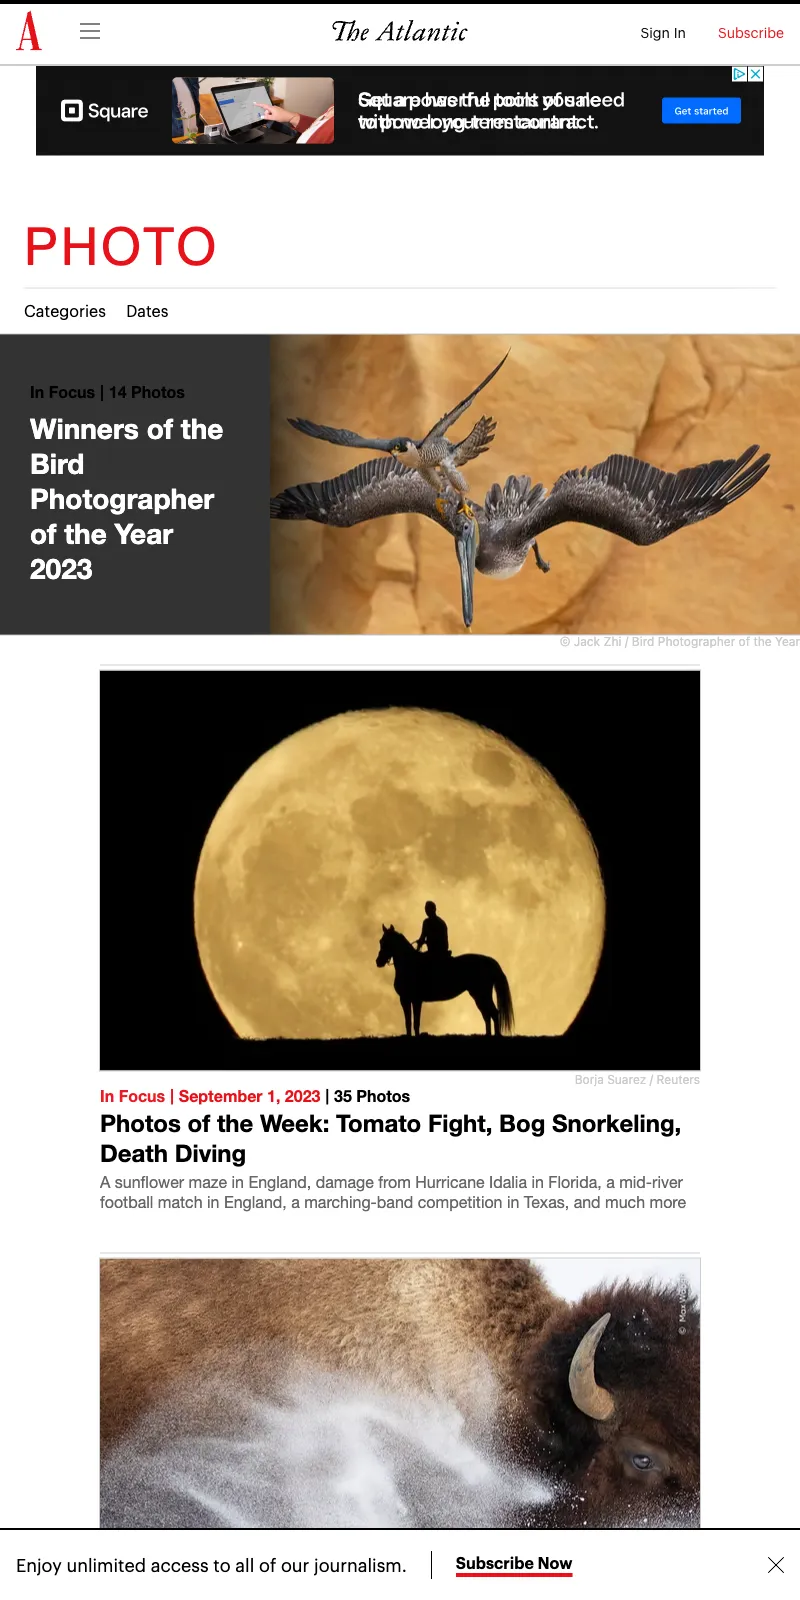 A
The Atlantic
Sign In
Subscribe
Square
Get started
PHOTO
Categories Dates
In Focus | 14 Photos
Winners of the
Bird
Photographer
of the Year
2023
© Jack Zhi / Bird Photographer of the Year
Borja Suarez / Reuters
In Focus | September 1, 2023 | 35 Photos
Photos of the Week: Tomato Fight, Bog Snorkeling,
Death Diving
A sunflower maze in England, damage from Hurricane Idalia in Florida, a mid-river
football match in England, a marching-band competition in Texas, and much more
© Max Waugh
Enjoy unlimited access to all of our journalism.
Subscribe Now